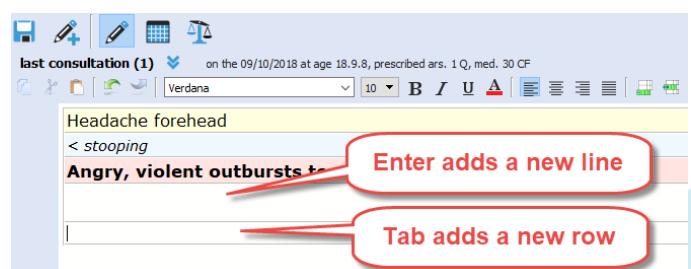 last consultation (1) on the 09/10/2018 at age 18.9.8, prescribed ars. 1 Q, med. 30 CF
Verdana 10 B I U A
Headache forehead
< stooping
Angry, violent outbursts
Enter adds a new line
Tab adds a new row